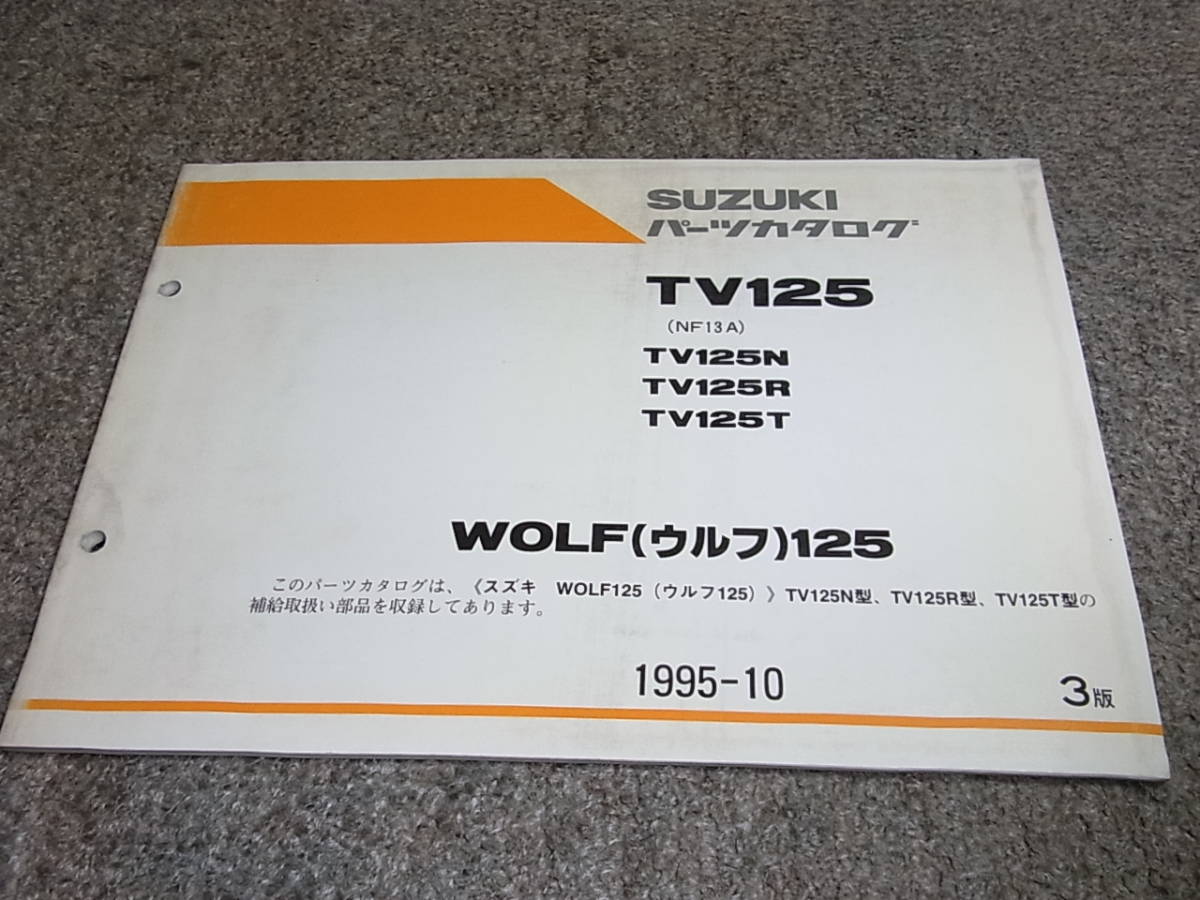 SUZUKI
パーツカタログ
TV125
(NF13A)
TV125N
TV125R
TV125T
WOLF(ウルフ)125
このパーツカタログは、《スズキ　WOLF125（ウルフ125）》TV125N型、TV125R型、TV125T型の
補給取扱い部品を収録してあります。
1995-10
3版